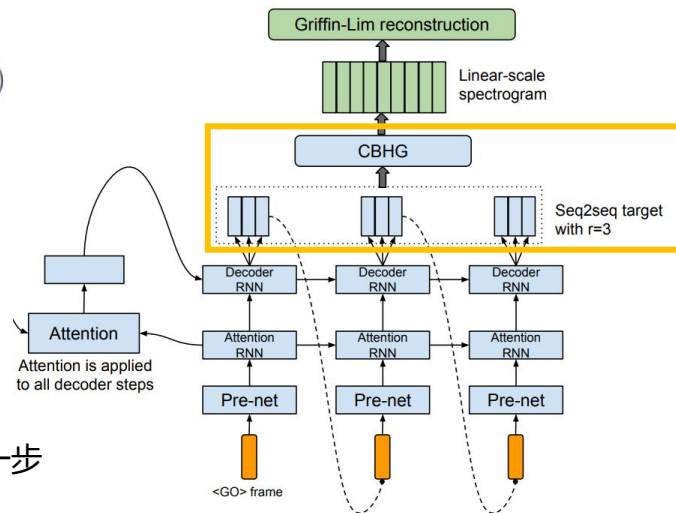 )
Griffin-Lim reconstruction
Linear-scale
spectrogram
CBHG
Seq2seq target
with r=3
Decoder
RNN
Decoder
RNN
Decoder
RNN
Attention
Attention
RNN
Attention
RNN
Attention
RNN
Attention is applied
to all decoder steps
Pre-net
Pre-net
Pre-net
一步
<GO> frame